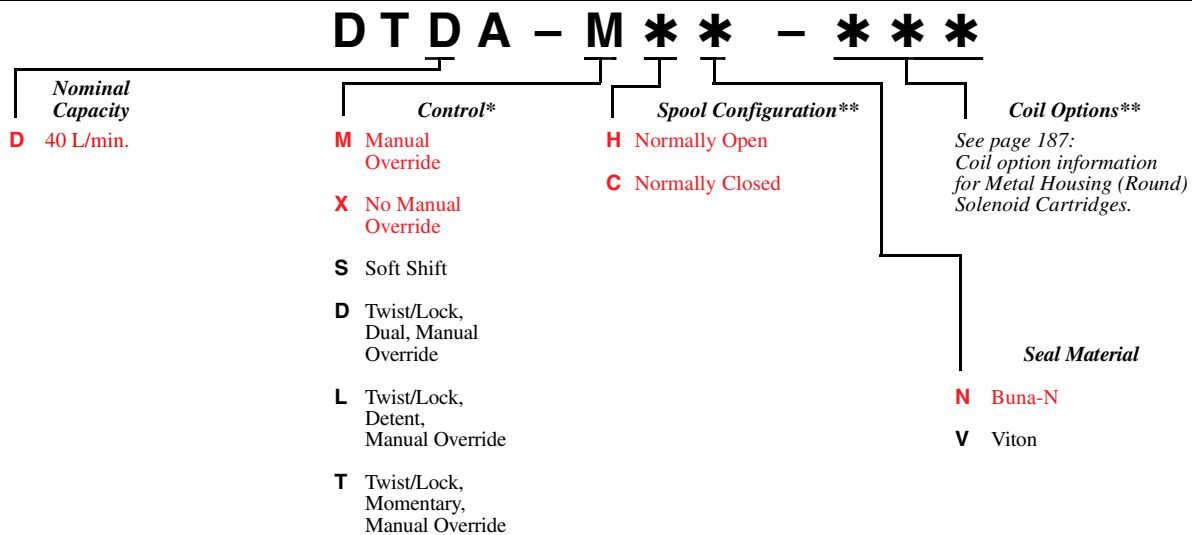 DTDA – M✱✱ – ✱✱✱
Nominal
Capacity
D 40 L/min.
Control*
M Manual
Override
X No Manual
Override
S Soft Shift
D Twist/Lock,
Dual, Manual
Override
L Twist/Lock,
Detent,
Manual Override
T Twist/Lock,
Momentary,
Manual Override
Spool Configuration**
H Normally Open
C Normally Closed
Coil Options**
See page 187:
Coil option information
for Metal Housing (Round)
Solenoid Cartridges.
Seal Material
N Buna-N
V Viton